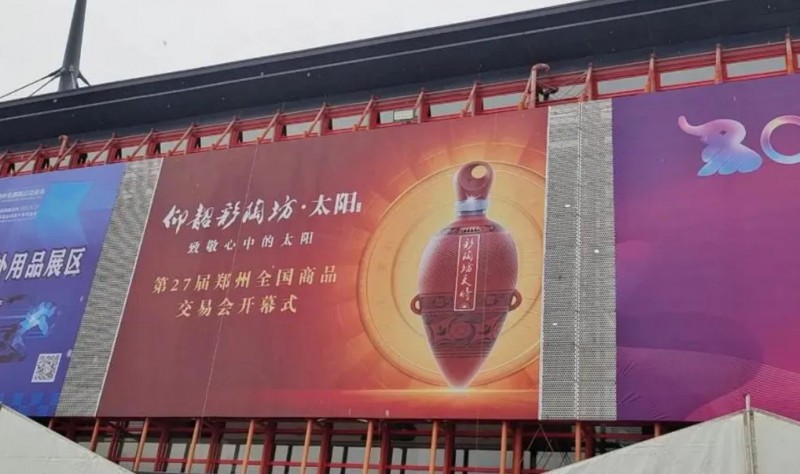 外用品展区
仰韶彩陶坊·太阳
致敬心中的太阳
第27届郑州全国商品
交易会开幕式
彩陶坊天时